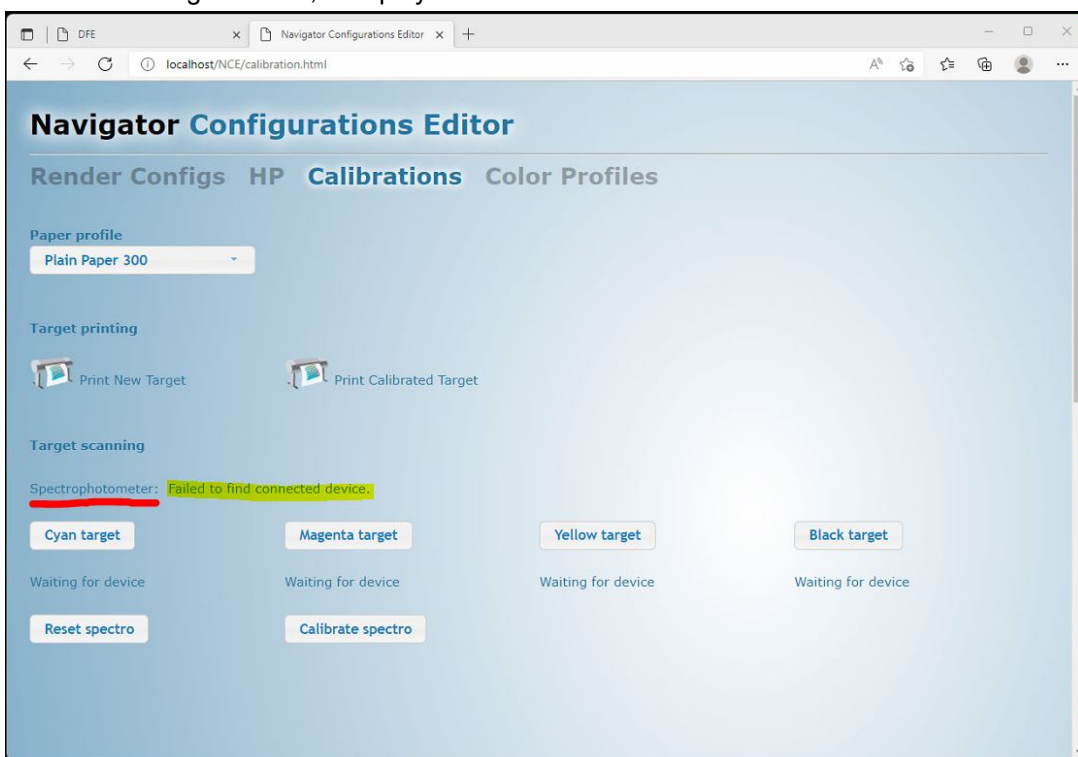 DFE
Navigator Configurations Editor
localhost/NCE/calibration.html
Navigator Configurations Editor
Render Configs HP Calibrations Color Profiles
Paper profile
Plain Paper 300
Target printing
Print New Target Print Calibrated Target
Target scanning
Spectrophotometer: Failed to find connected device.
Cyan target Magenta target Yellow target Black target
Waiting for device Waiting for device Waiting for device Waiting for device
Reset spectro Calibrate spectro